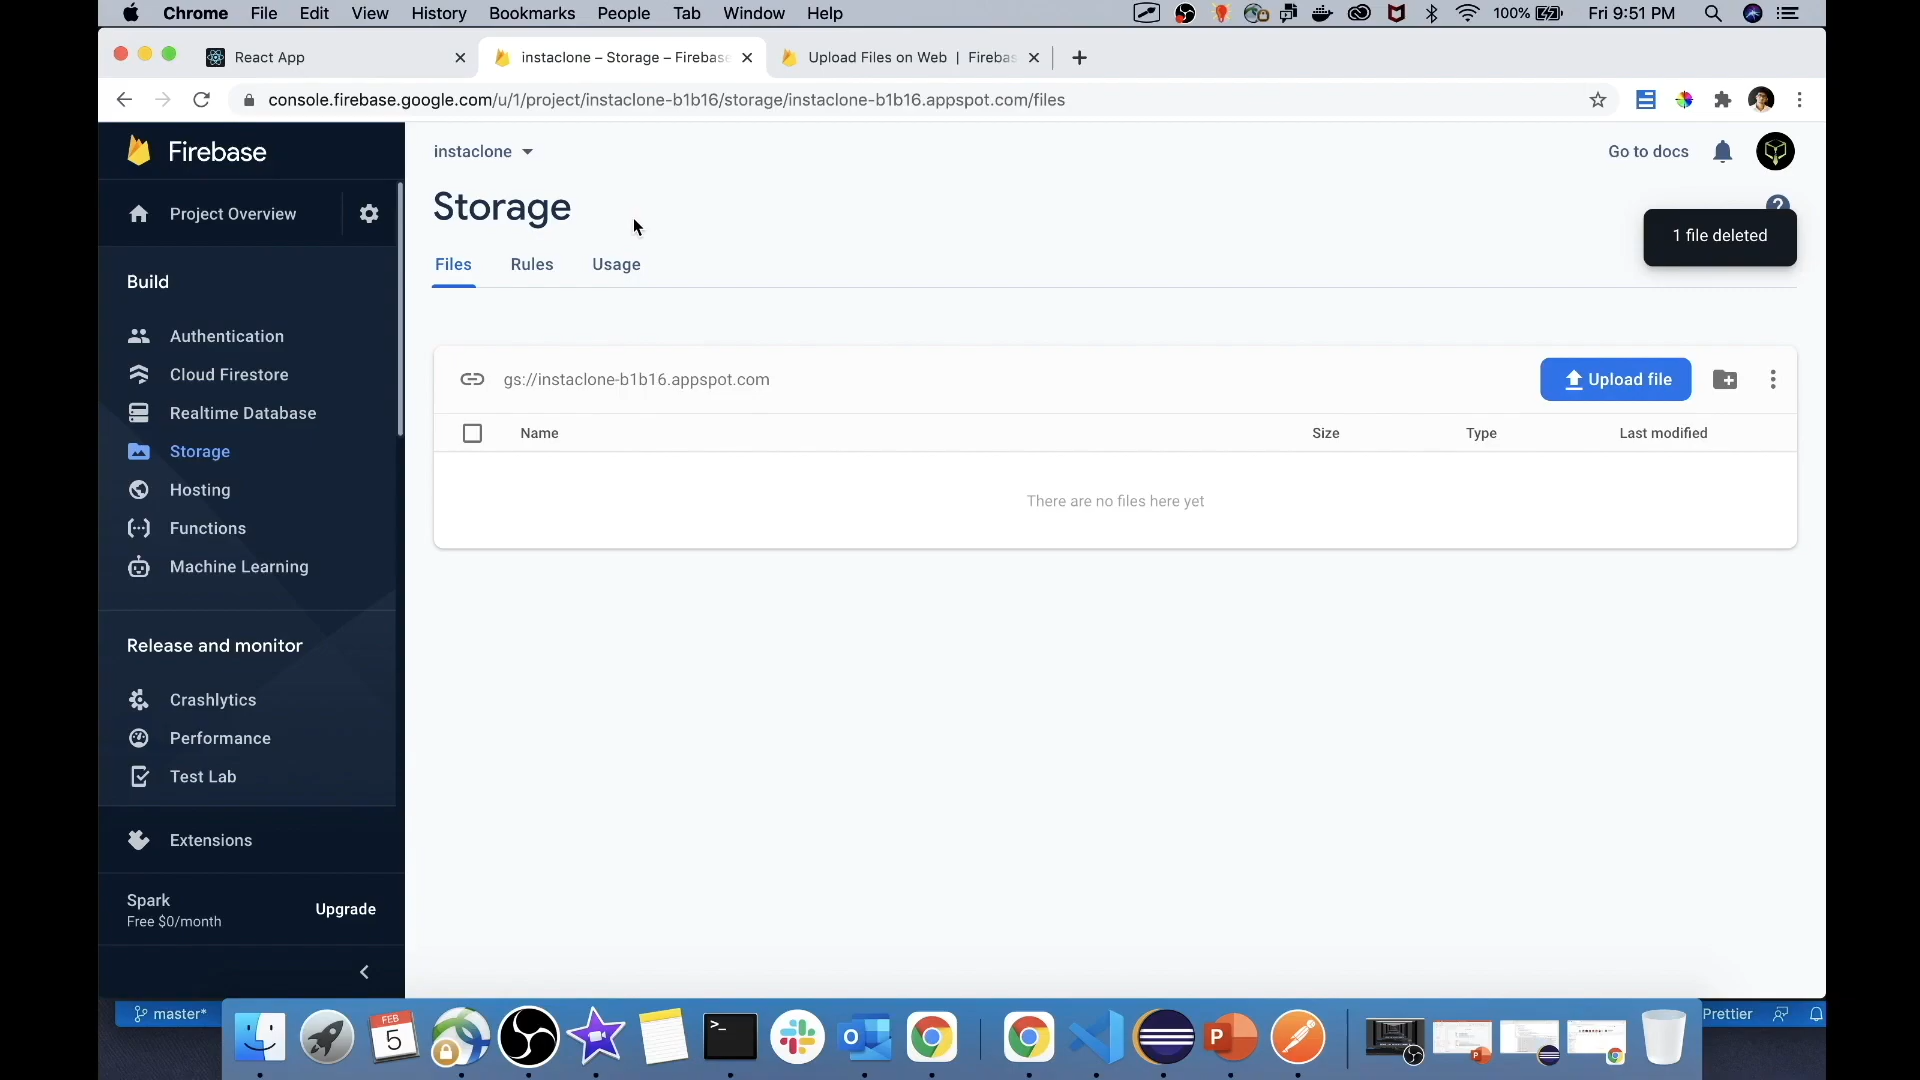 Chrome File Edit View History Bookmarks People Tab Window Help 100% Fri 9:51 PM
React App
instaclone – Storage – Firebase
Upload Files on Web | Firebas
console.firebase.google.com/u/1/project/instaclone-b1b16/storage/instaclone-b1b16.appspot.com/files
Firebase
instaclone
Go to docs
Project Overview
Storage
?
1 file deleted
Files Rules Usage
Build
Authentication
Cloud Firestore
Realtime Database
Storage
Hosting
Functions
Machine Learning
gs://instaclone-b1b16.appspot.com
Upload file
Name Size Type Last modified
There are no files here yet
Release and monitor
Crashlytics
Performance
Test Lab
Extensions
Spark
Free $0/month
Upgrade
master*
Prettier
FEB
5
>_
O
P